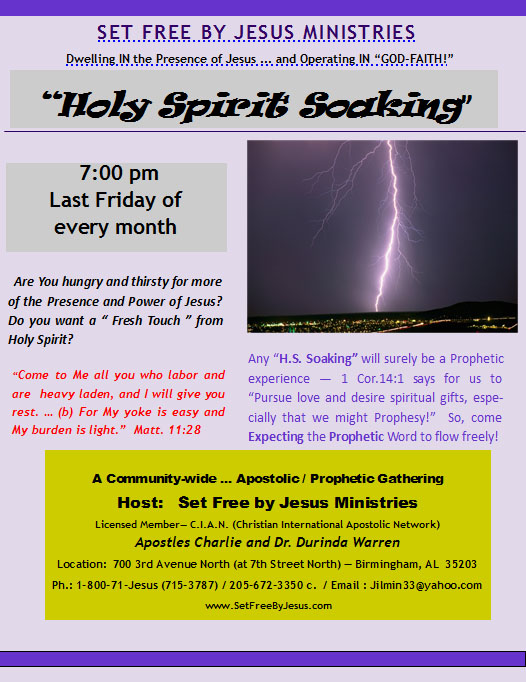 SET FREE BY JESUS MINISTRIES
Dwelling IN the Presence of Jesus ... and Operating IN “GOD-FAITH!”
“Holy Spirit Soaking”
7:00 pm
Last Friday of
every month
Are You hungry and thirsty for more
of the Presence and Power of Jesus?
Do you want a “ Fresh Touch ” from
Holy Spirit?
“Come to Me all you who labor and
are heavy laden, and I will give you
rest. … (b) For My yoke is easy and
My burden is light.” Matt. 11:28
Any “H.S. Soaking” will surely be a Prophetic
experience — 1 Cor.14:1 says for us to
“Pursue love and desire spiritual gifts, espe-
cially that we might Prophesy!” So, come
Expecting the Prophetic Word to flow freely!
A Community-wide … Apostolic / Prophetic Gathering
Host: Set Free by Jesus Ministries
Licensed Member— C.I.A.N. (Christian International Apostolic Network)
Apostles Charlie and Dr. Durinda Warren
Location: 700 3rd Avenue North (at 7th Street North) — Birmingham, AL 35203
Ph.: 1-800-71-Jesus (715-3787) / 205-672-3350 c. / Email : Jilmin33@yahoo.com
www.SetFreeByJesus.com